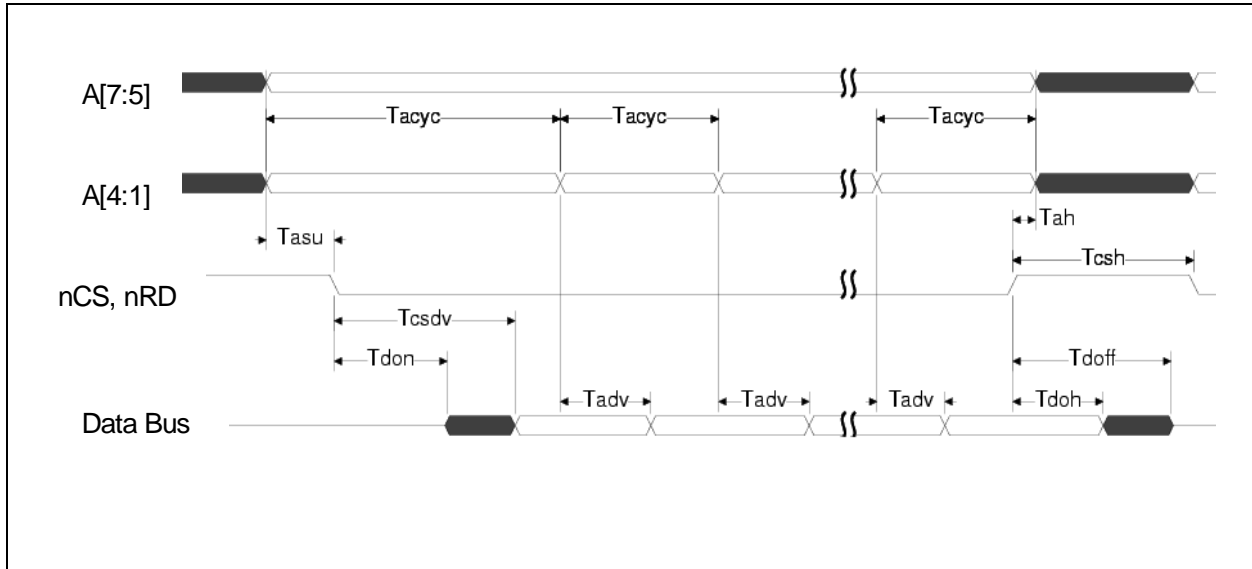 A[7:5]
Tacyc Tacyc Tacyc
A[4:1]
Tah
Tasu
Tcsh
nCS, nRD
Tcsdv
Tdon Tdoff
Tadv Tadv Tadv Tdoh
Data Bus